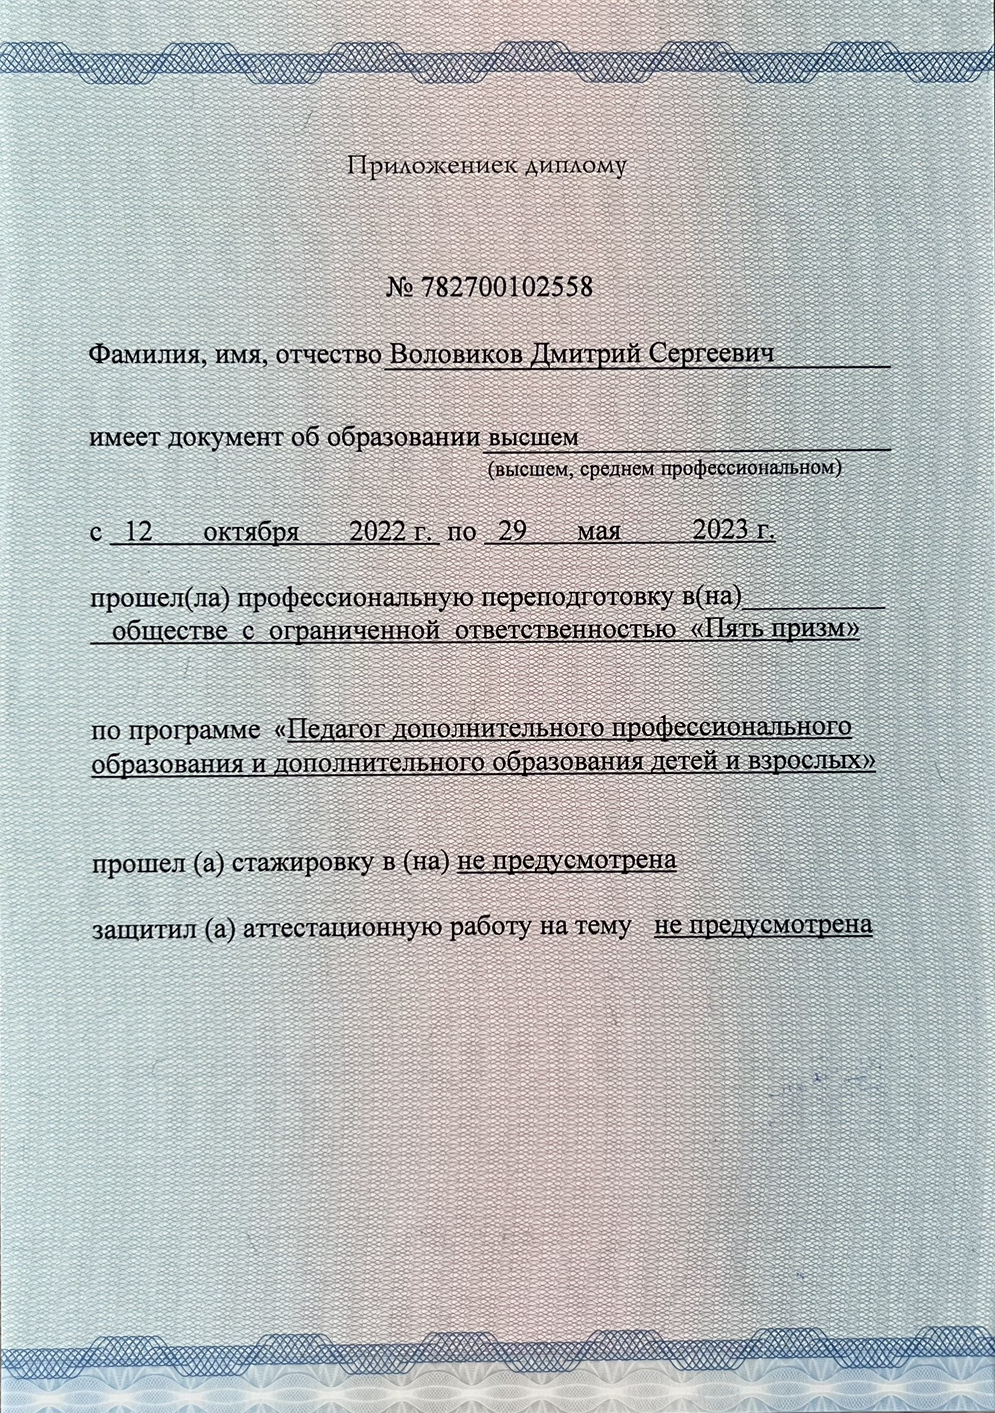 Приложениек диплому
№ 782700102558
Фамилия, имя, отчество Воловиков Дмитрий Сергеевич
имеет документ об образовании высшем
(высшем, среднем профессиональном)
с 12 октября 2022 г. по 29 мая 2023 г.
прошел(ла) профессиональную переподготовку в(на)
обществе с ограниченной ответственностью «Пять призм»
по программе «Педагог дополнительного профессионального
образования и дополнительного образования детей и взрослых»
прошел (а) стажировку в (на) не предусмотрена
защитил (а) аттестационную работу на тему не предусмотрена